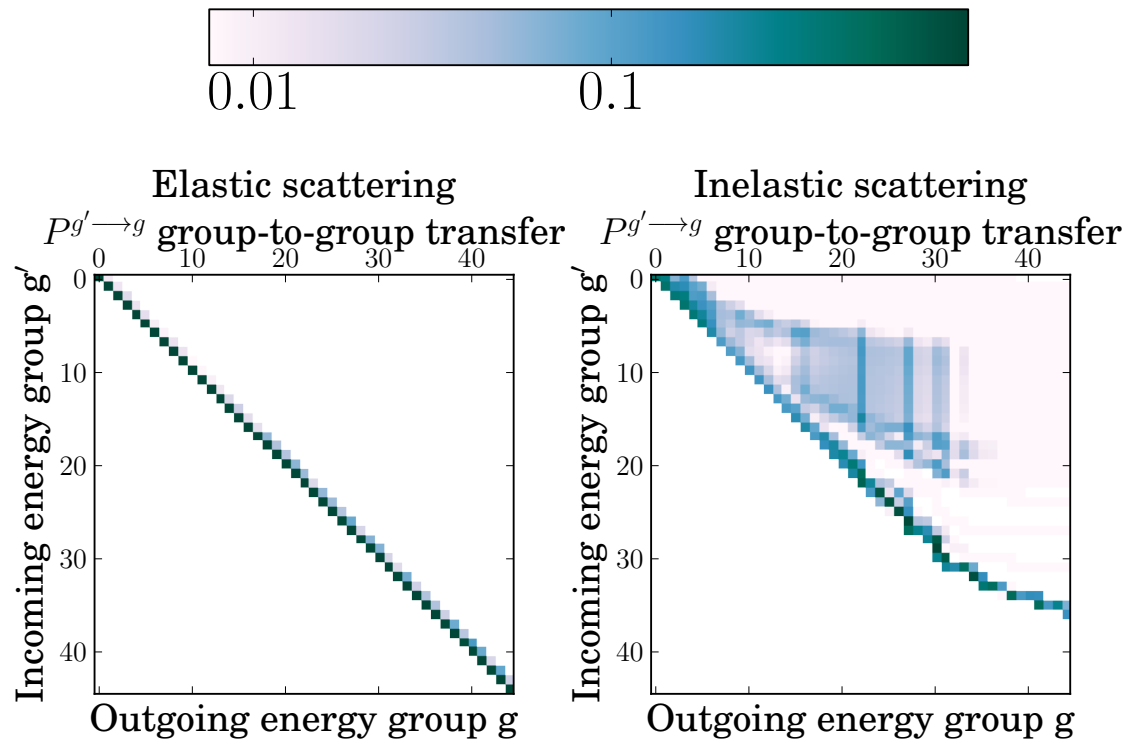 0.01 0.1
Elastic scattering
P^{g′⟶g} group-to-group transfer
0 10 20 30 40
0
10
20
30
40
Incoming energy group g′
Outgoing energy group g
Inelastic scattering
P^{g′⟶g} group-to-group transfer
0 10 20 30 40
0
10
20
30
40
Incoming energy group g′
Outgoing energy group g